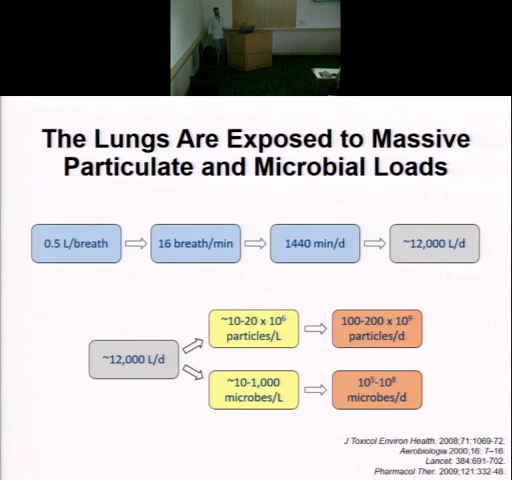 The Lungs Are Exposed to Massive
Particulate and Microbial Loads
0.5 L/breath
16 breath/min
1440 min/d
~12,000 L/d
~12,000 L/d
~10-20 x 10⁶
particles/L
100-200 x 10⁹
particles/d
~10-1,000
microbes/L
10⁵-10⁸
microbes/d
J Toxicol Environ Health. 2008;71:1069-72.
Aerobiologia 2000;16: 7–16.
Lancet. 384:691-702.
Pharmacol Ther. 2009;121:332-48.